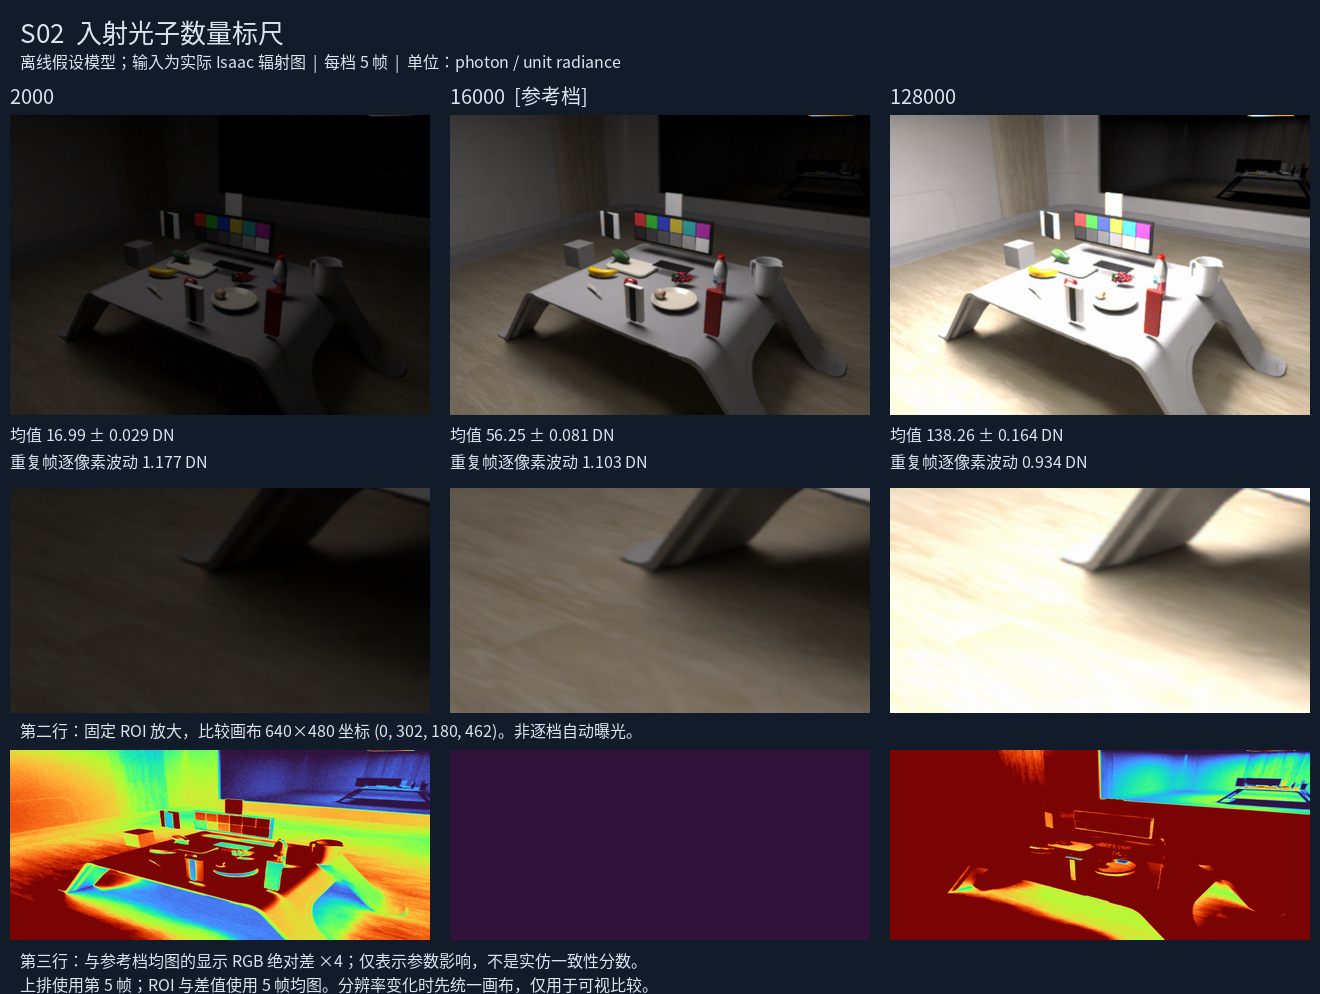 S02 入射光子数量标尺
离线假设模型；输入为实际 Isaac 辐射图 | 每档 5 帧 | 单位：photon / unit radiance
2000
16000 [参考档]
128000
均值 16.99 ± 0.029 DN
重复帧逐像素波动 1.177 DN
均值 56.25 ± 0.081 DN
重复帧逐像素波动 1.103 DN
均值 138.26 ± 0.164 DN
重复帧逐像素波动 0.934 DN
第二行：固定 ROI 放大，比较画布 640×480 坐标 (0, 302, 180, 462)。非逐档自动曝光。
第三行：与参考档均图的显示 RGB 绝对差 ×4；仅表示参数影响，不是实仿一致性分数。
上排使用第 5 帧；ROI 与差值使用 5 帧均图。分辨率变化时先统一画布，仅用于可视比较。